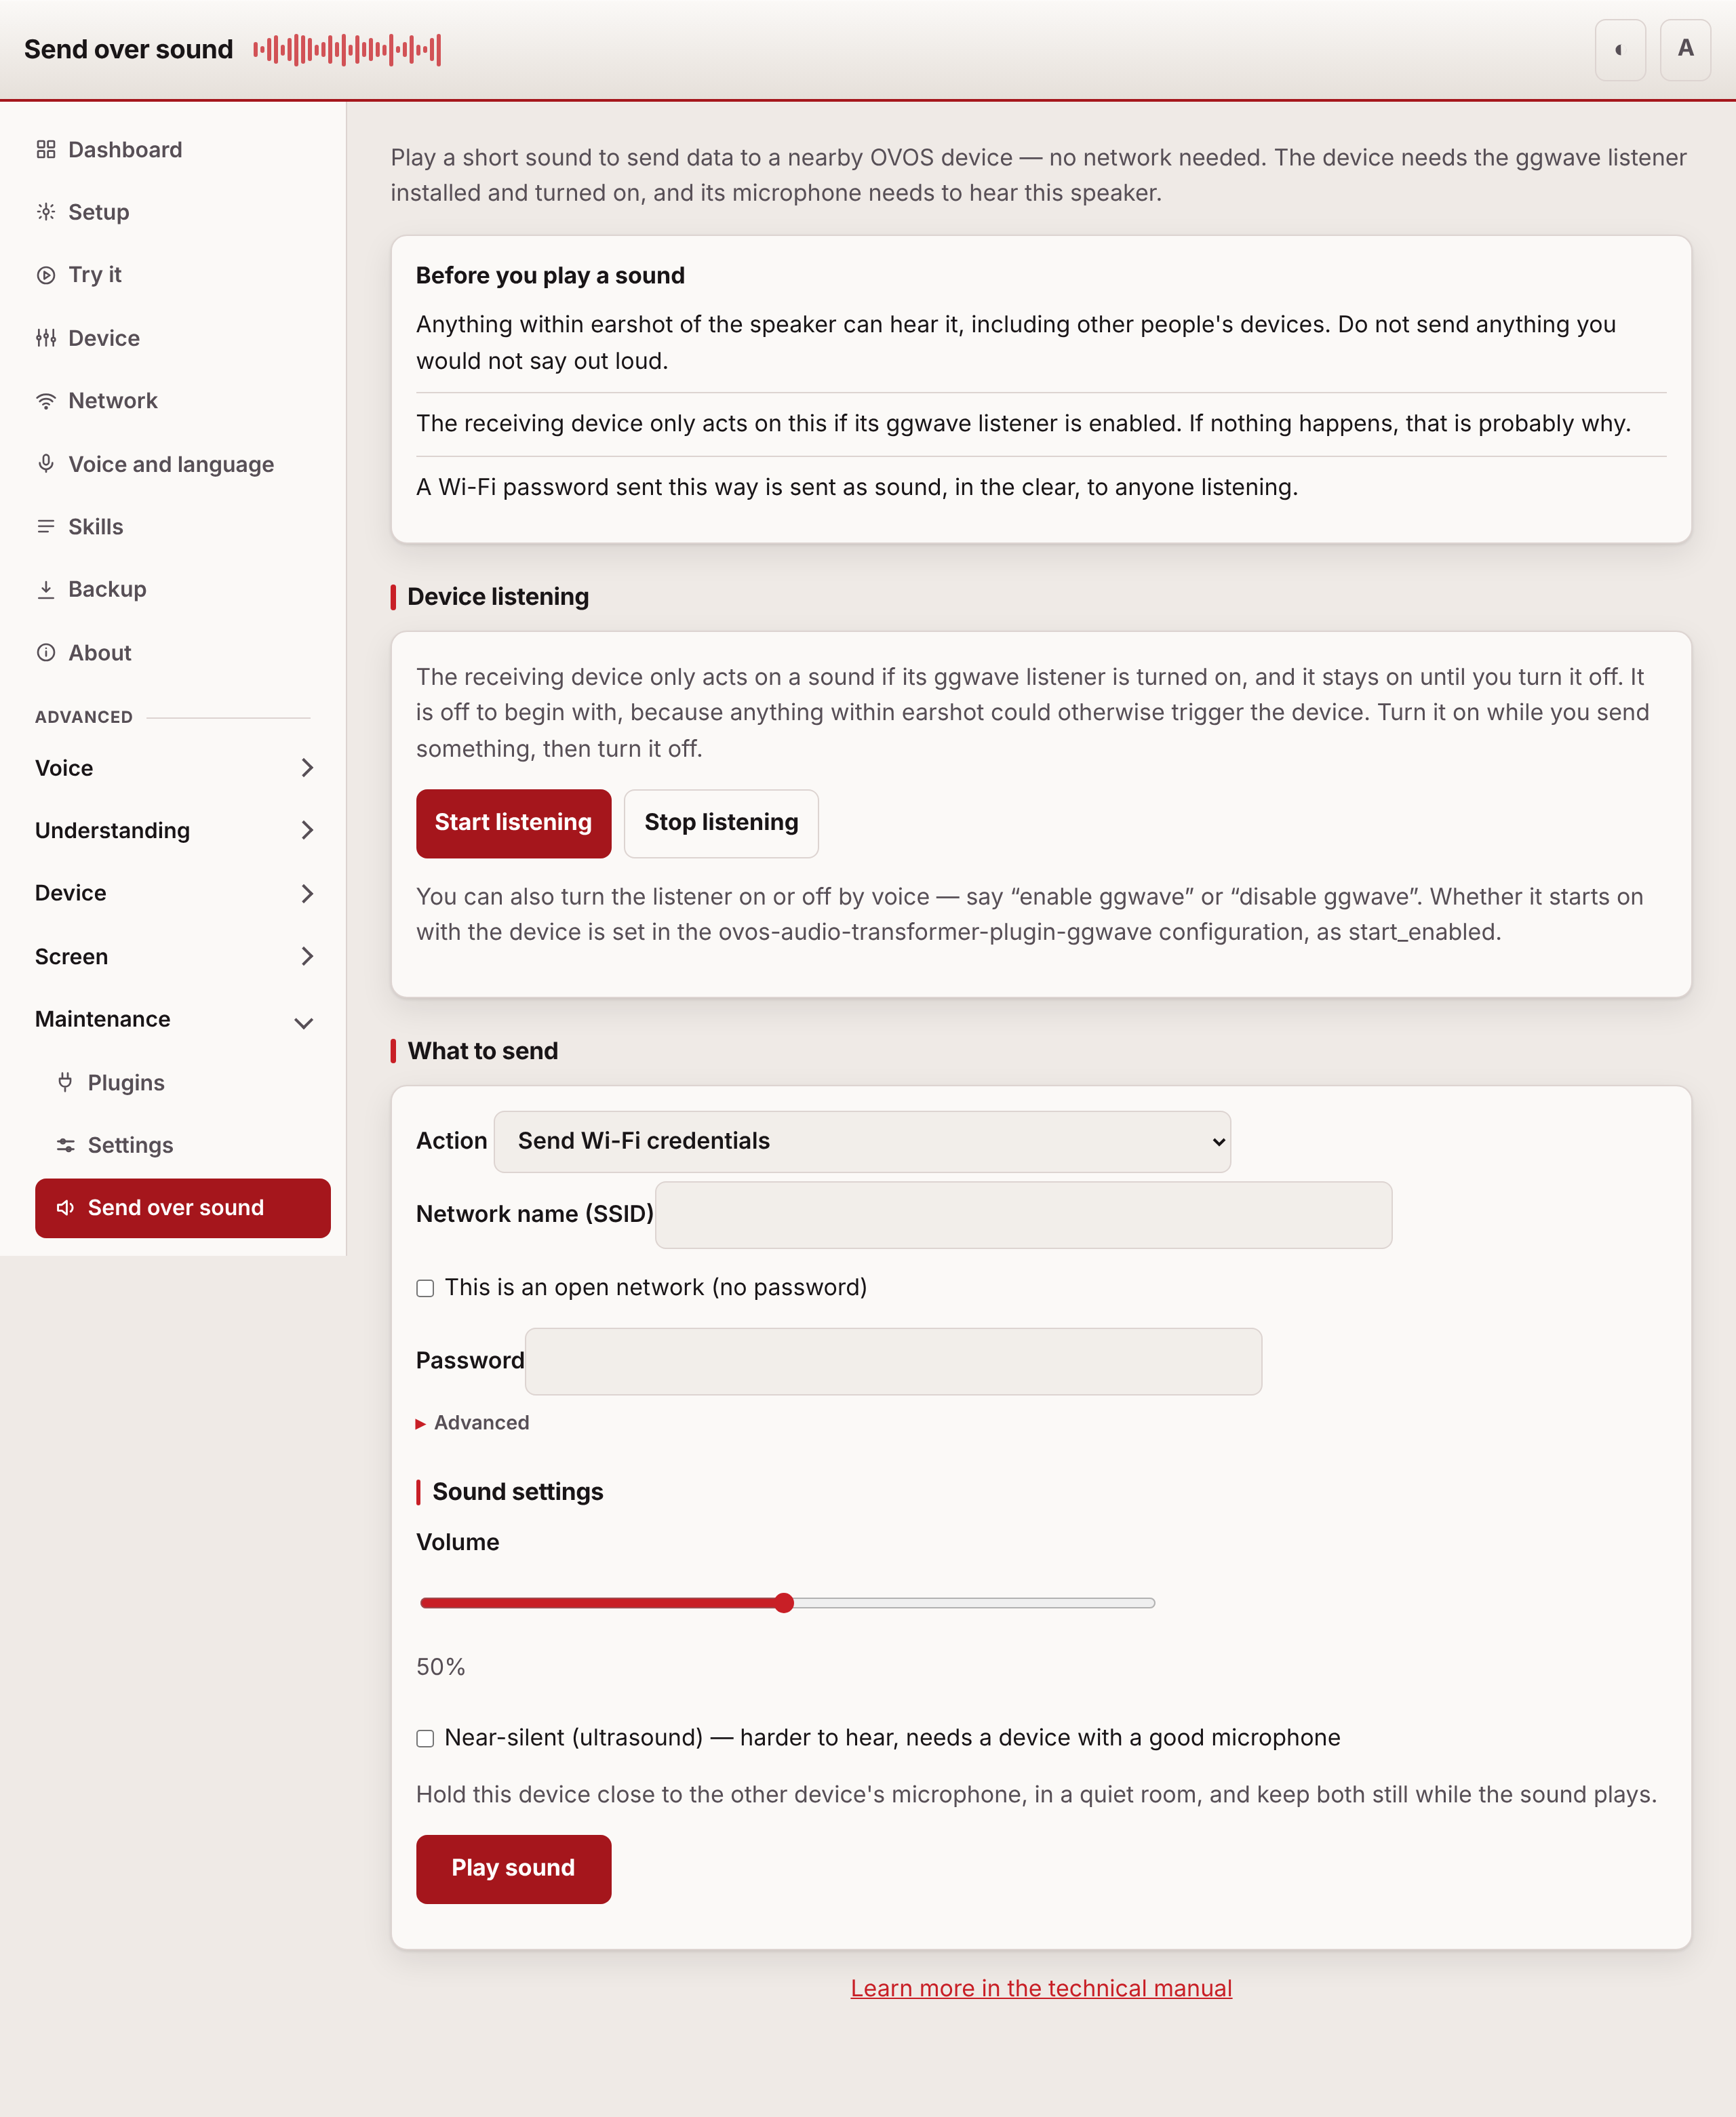 Send over sound
A
Dashboard
Setup
Try it
Device
Network
Voice and language
Skills
Backup
About
ADVANCED
Voice
Understanding
Device
Screen
Maintenance
Plugins
Settings
Send over sound
Play a short sound to send data to a nearby OVOS device — no network needed. The device needs the ggwave listener
installed and turned on, and its microphone needs to hear this speaker.
Before you play a sound
Anything within earshot of the speaker can hear it, including other people's devices. Do not send anything you
would not say out loud.
The receiving device only acts on this if its ggwave listener is enabled. If nothing happens, that is probably why.
A Wi-Fi password sent this way is sent as sound, in the clear, to anyone listening.
Device listening
The receiving device only acts on a sound if its ggwave listener is turned on, and it stays on until you turn it off. It
is off to begin with, because anything within earshot could otherwise trigger the device. Turn it on while you send
something, then turn it off.
Start listening
Stop listening
You can also turn the listener on or off by voice — say “enable ggwave” or “disable ggwave”. Whether it starts on
with the device is set in the ovos-audio-transformer-plugin-ggwave configuration, as start_enabled.
What to send
Action
Send Wi-Fi credentials
Network name (SSID)
This is an open network (no password)
Password
Advanced
Sound settings
Volume
50%
Near-silent (ultrasound) — harder to hear, needs a device with a good microphone
Hold this device close to the other device's microphone, in a quiet room, and keep both still while the sound plays.
Play sound
Learn more in the technical manual